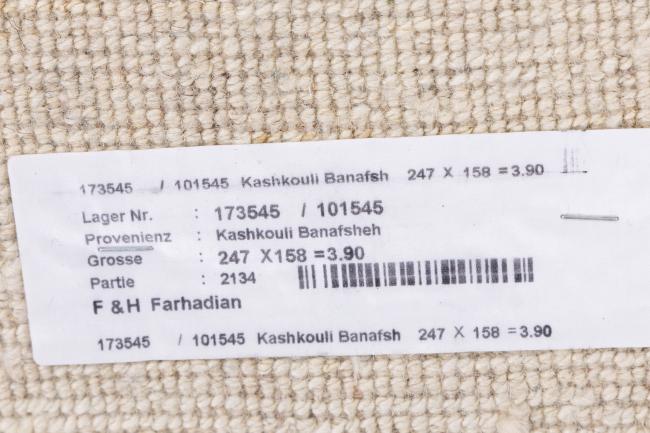 173545 / 101545 Kashkouli Banafsh 247 X 158 =3.90
Lager Nr. : 173545 / 101545
Provenienz : Kashkouli Banafsheh
Grosse : 247 X158 =3.90
Partie : 2134
F & H Farhadian
173545 / 101545 Kashkouli Banafsh 247 X 158 =3.90